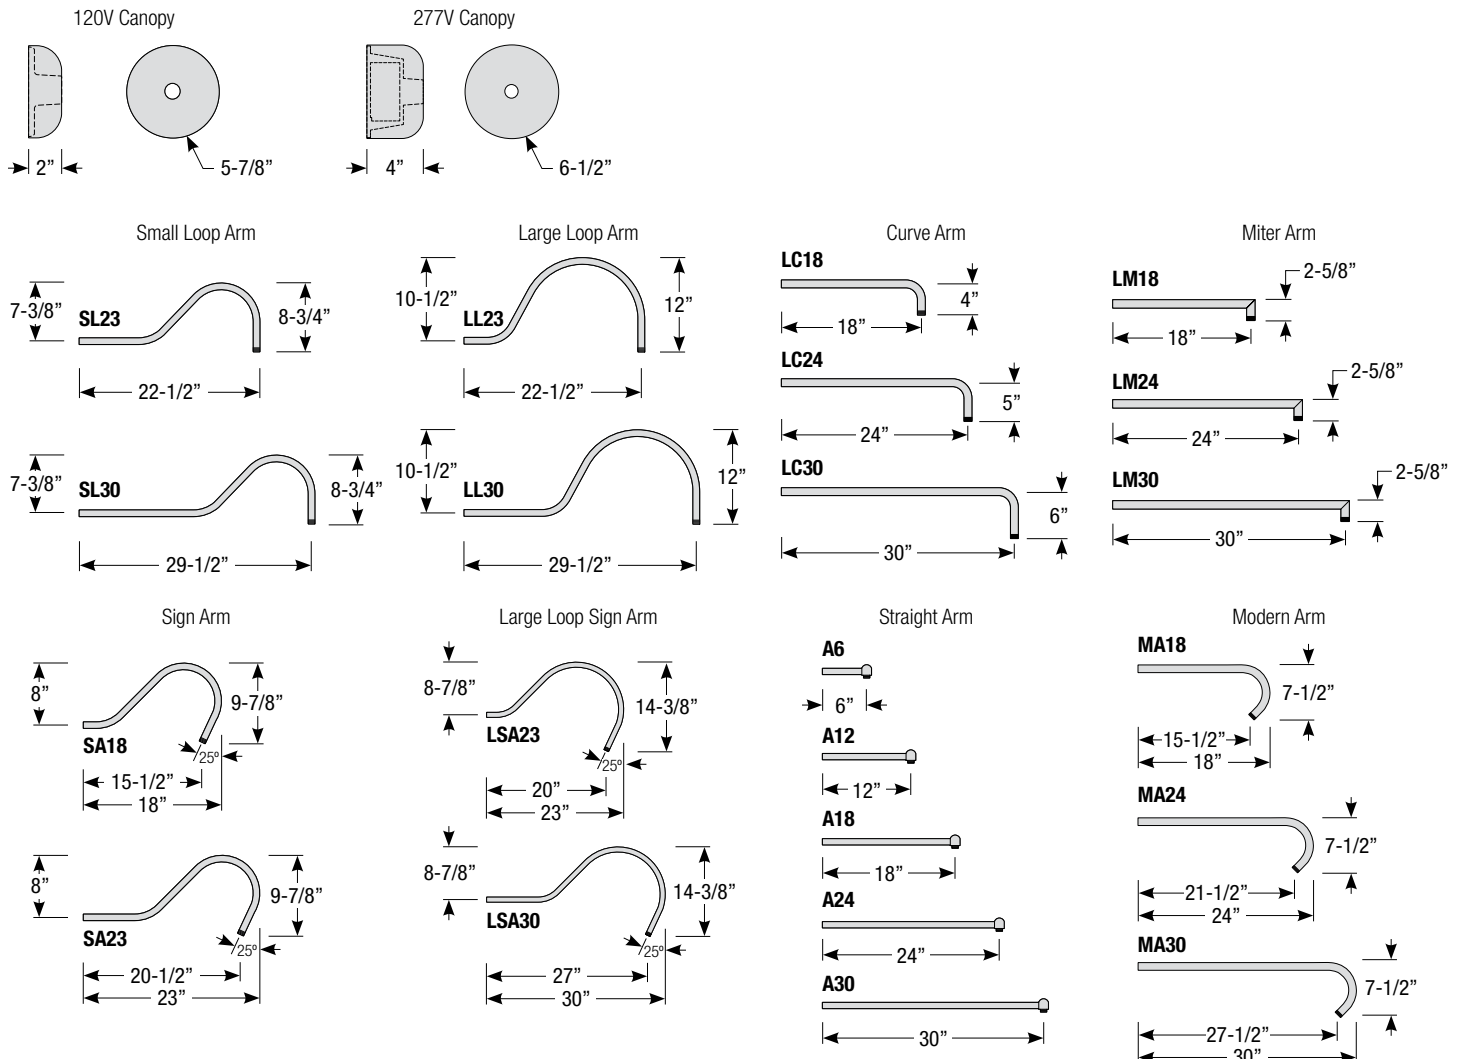 120V Canopy
277V Canopy
2”
5-7/8”
4”
6-1/2”
Small Loop Arm
7-3/8”
SL23
8-3/4”
22-1/2”
7-3/8”
SL30
8-3/4”
29-1/2”
Large Loop Arm
10-1/2”
LL23
12”
22-1/2”
10-1/2”
LL30
12”
29-1/2”
Curve Arm
LC18
4”
18”
LC24
5”
24”
LC30
6”
30”
Miter Arm
LM18
2-5/8”
18”
LM24
2-5/8”
24”
LM30
2-5/8”
30”
Sign Arm
8”
9-7/8”
SA18
25º
15-1/2”
18”
8”
9-7/8”
SA23
25º
20-1/2”
23”
Large Loop Sign Arm
8-7/8”
14-3/8”
LSA23
25º
20”
23”
8-7/8”
14-3/8”
LSA30
25º
27”
30”
Straight Arm
A6
6”
A12
12”
A18
18”
A24
24”
A30
30”
Modern Arm
MA18
7-1/2”
15-1/2”
18”
MA24
7-1/2”
21-1/2”
24”
MA30
7-1/2”
27-1/2”
30”